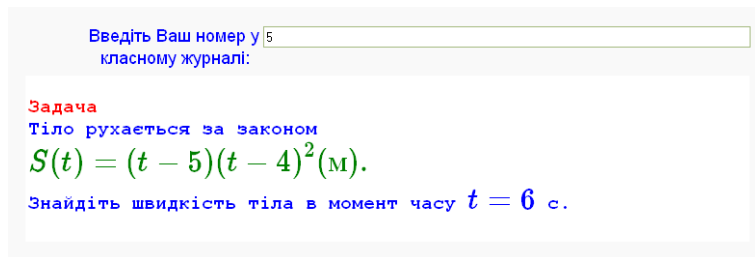 Введіть Ваш номер у 5
класному журналі:
Задача
Тіло рухається за законом
S(t) = (t − 5)(t − 4)²(м).
Знайдіть швидкість тіла в момент часу t = 6 с.